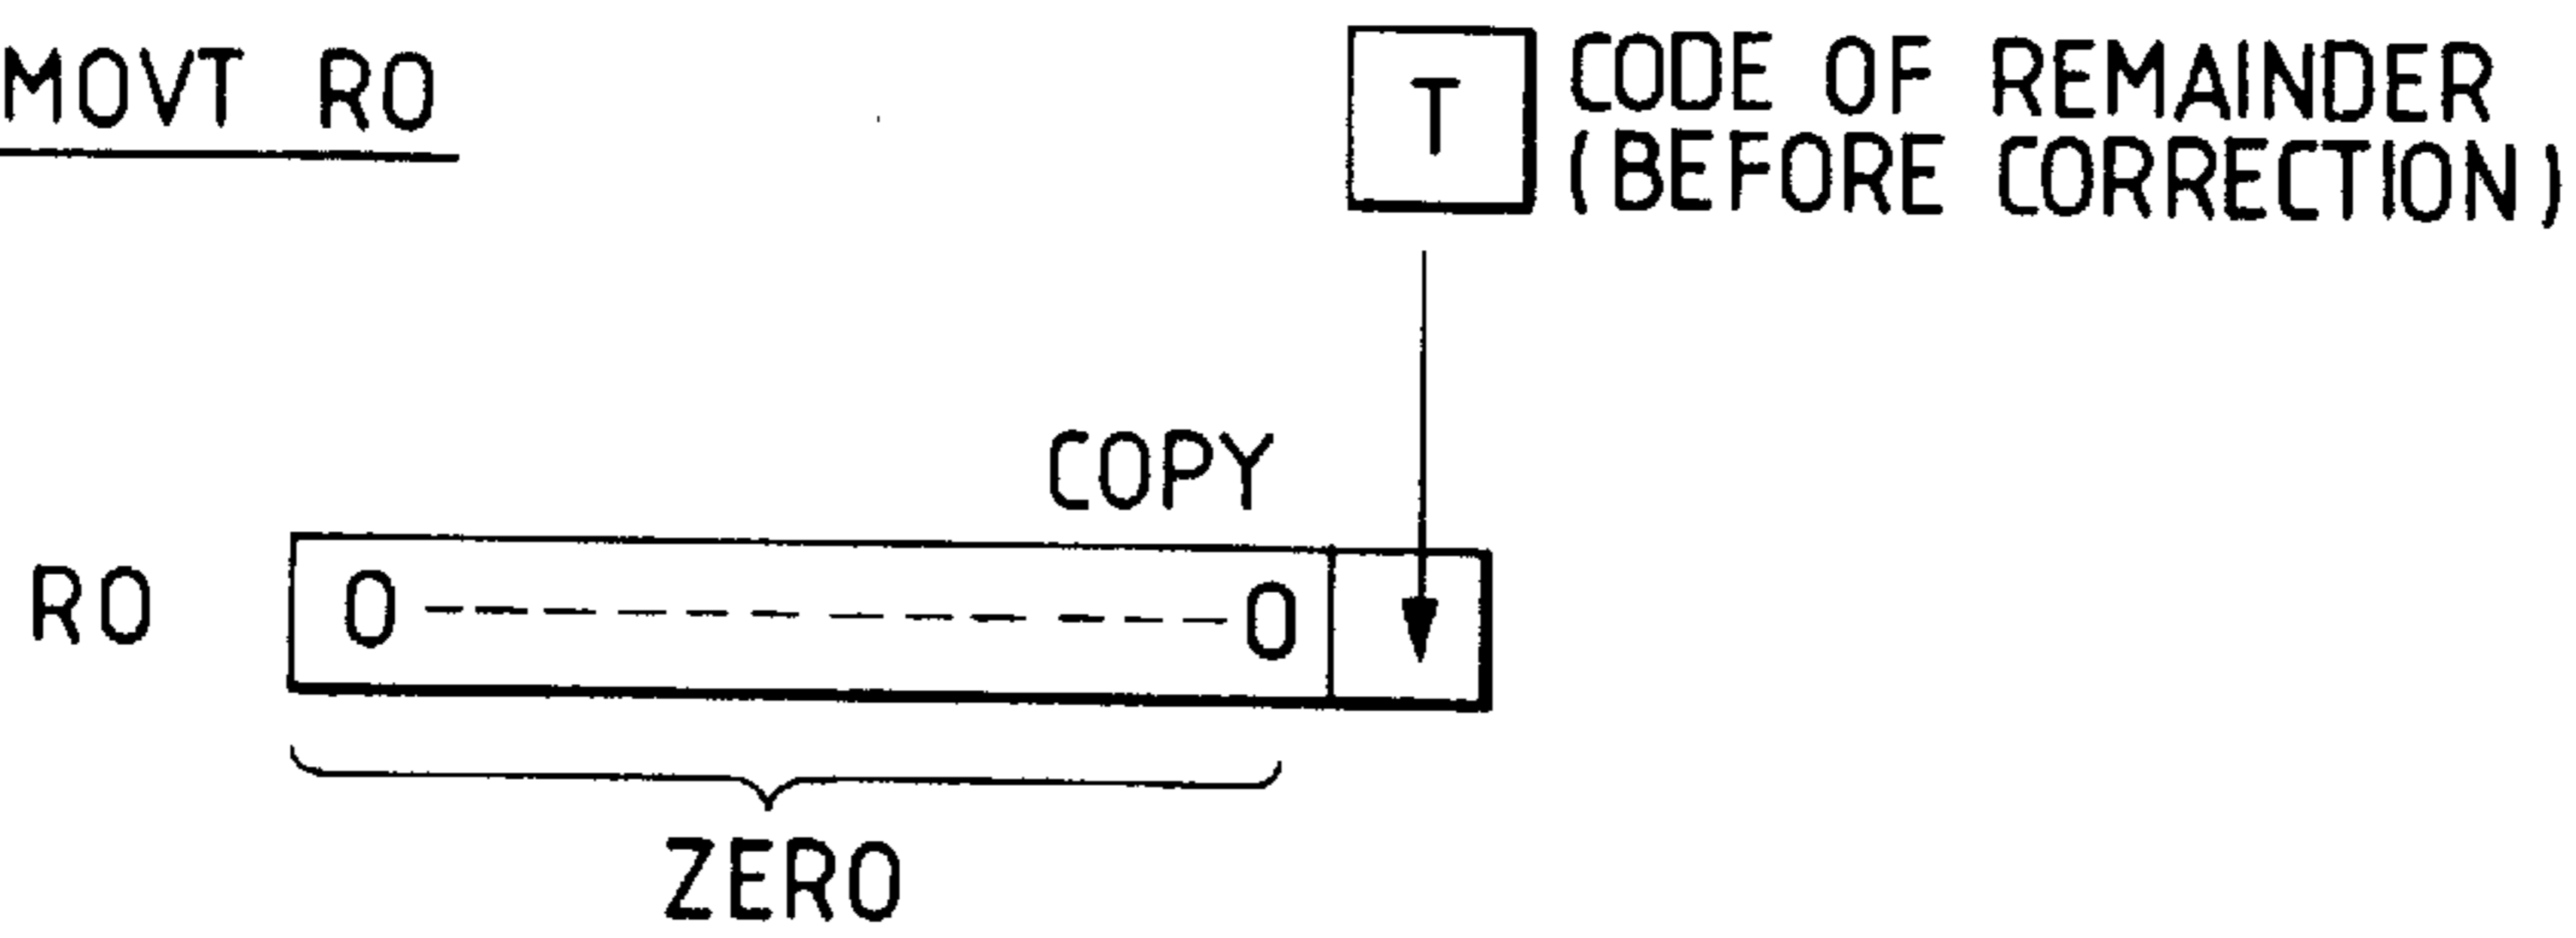 MOVT R0
T
CODE OF REMAINDER
(BEFORE CORRECTION)
COPY
R0
0 ------------ 0
ZERO